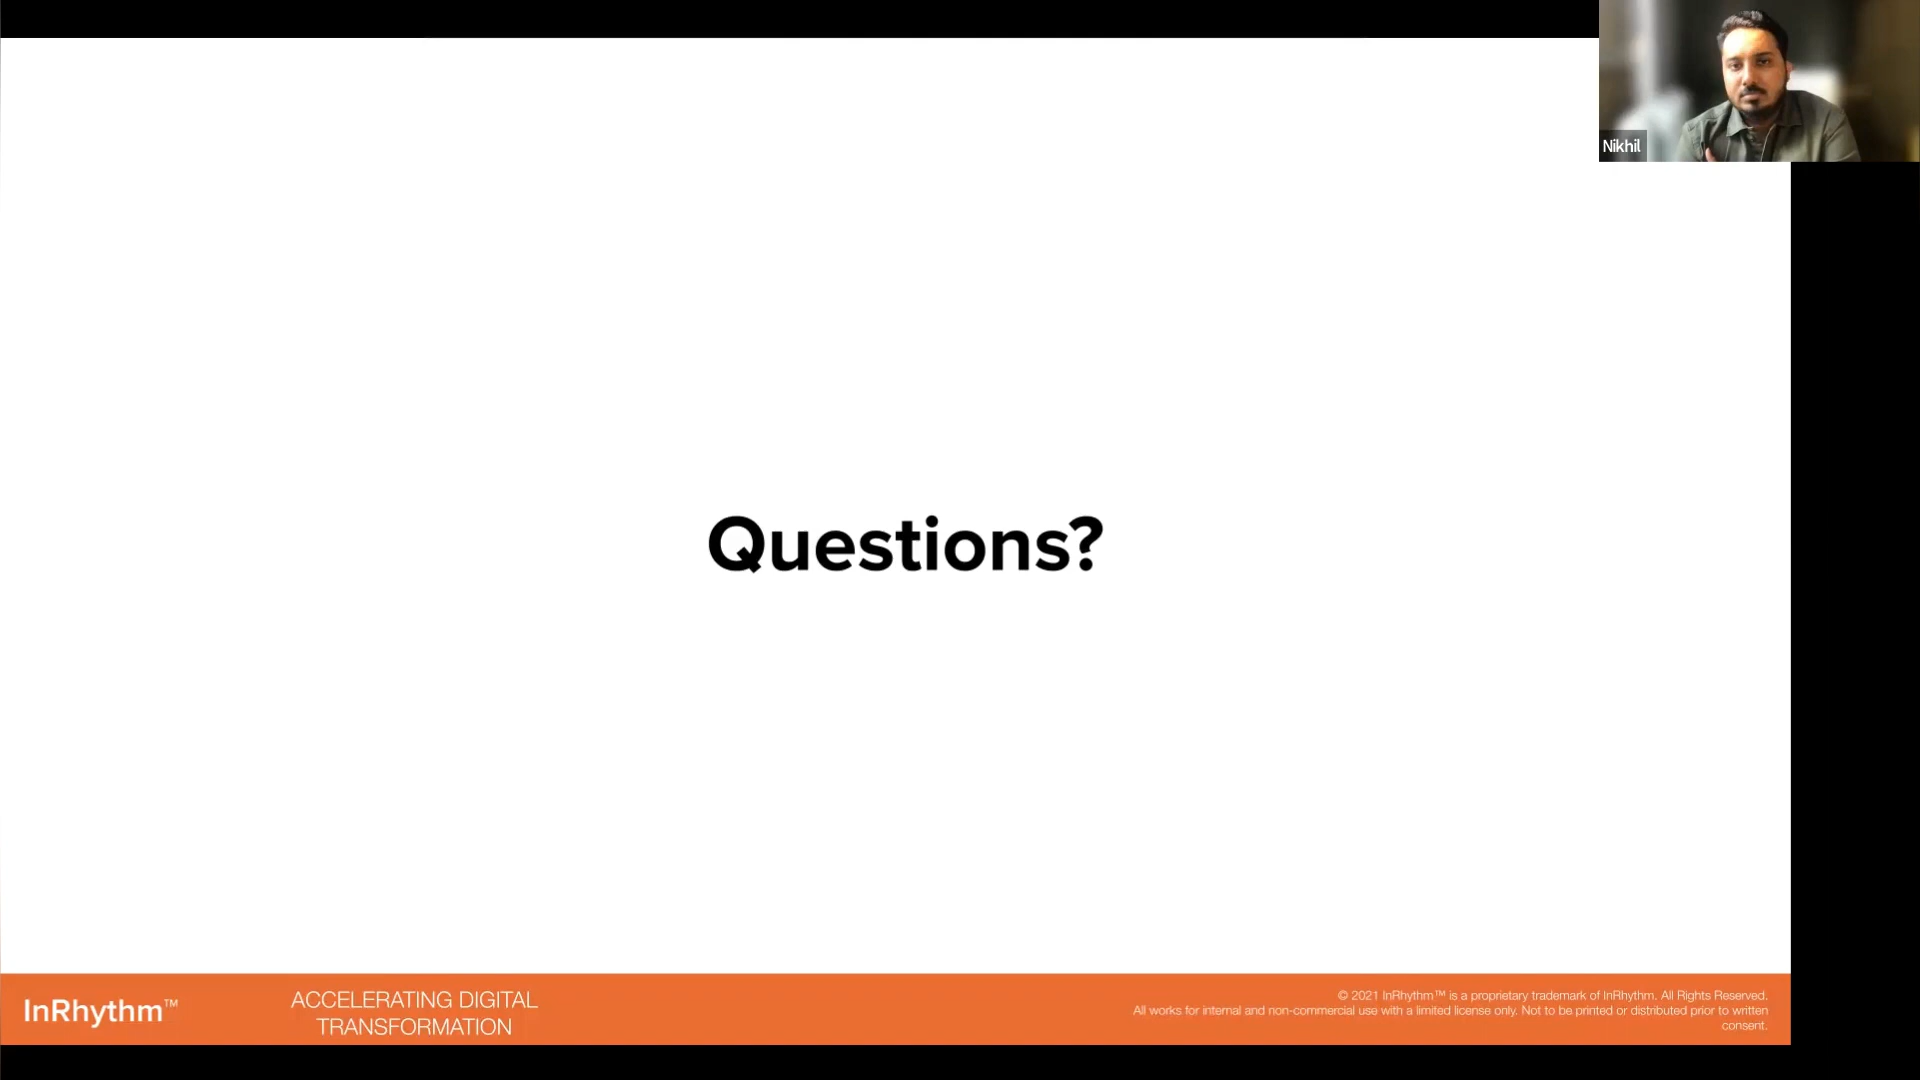 Nikhil
Questions?
InRhythm™
ACCELERATING DIGITAL
TRANSFORMATION
© 2021 InRhythm™ is a proprietary trademark of InRhythm. All Rights Reserved.
All works for internal and non-commercial use with a limited license only. Not to be printed or distributed prior to written
consent.